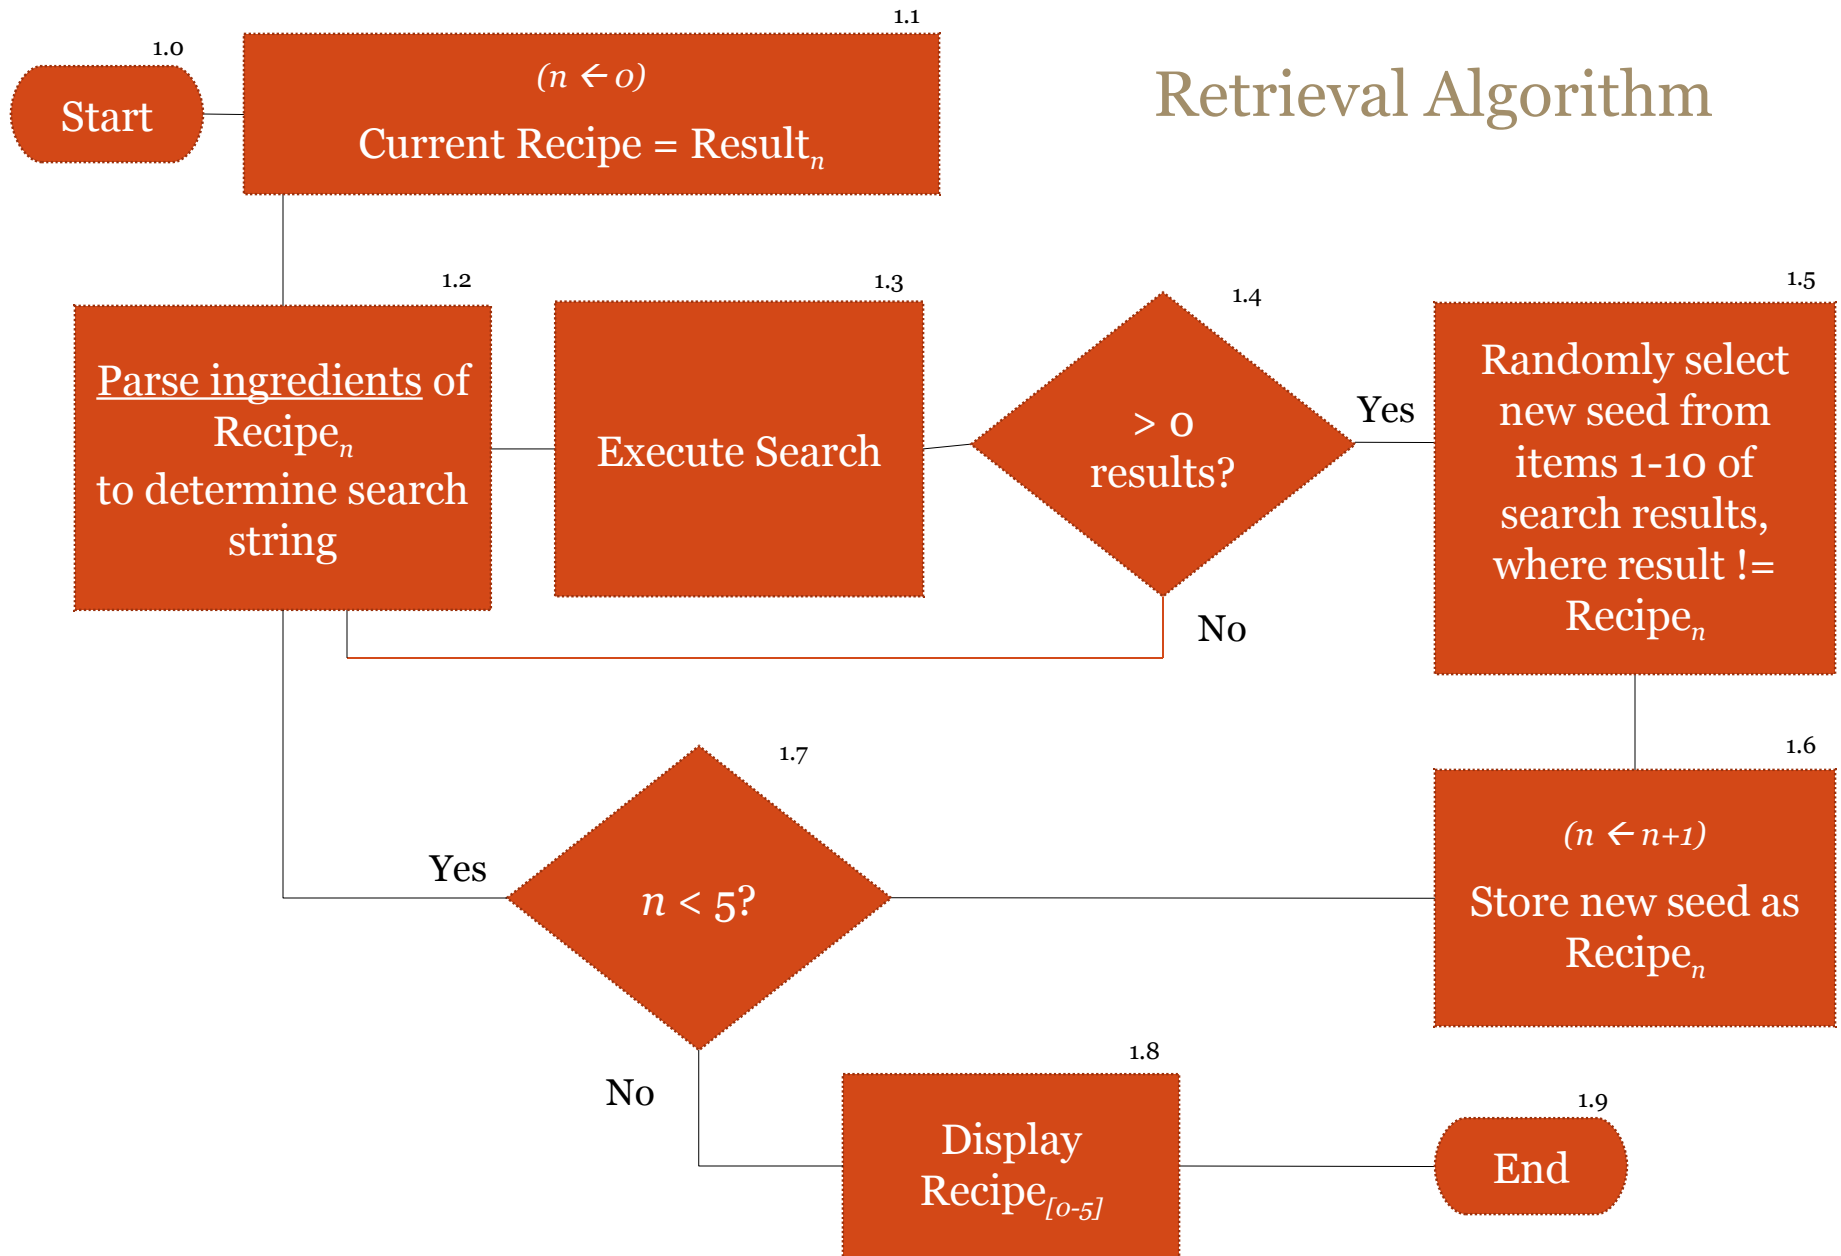 Retrieval Algorithm
1.0
Start
1.1
(n ← 0)
Current Recipe = Resultn
1.2
Parse ingredients of
Recipen
to determine search
string
1.3
Execute Search
1.4
> 0
results?
Yes
No
1.5
Randomly select
new seed from
items 1-10 of
search results,
where result !=
Recipen
1.6
(n ← n+1)
Store new seed as
Recipen
1.7
n < 5?
Yes
No
1.8
Display
Recipe[0-5]
1.9
End